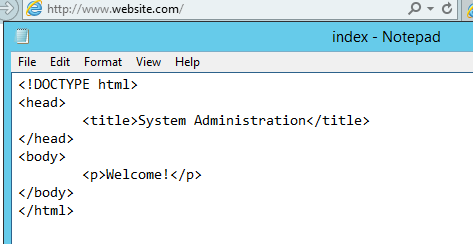 http://www.website.com/
index - Notepad
File Edit Format View Help
<!DOCTYPE html>
<head>
<title>System Administration</title>
</head>
<body>
<p>Welcome!</p>
</body>
</html>